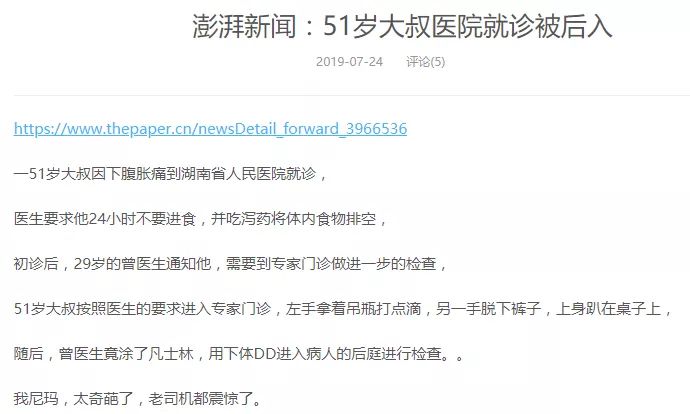 澎湃新闻：51岁大叔医院就诊被后入
2019-07-24 评论(5)
https://www.thepaper.cn/newsDetail_forward_3966536
一51岁大叔因下腹胀痛到湖南省人民医院就诊，
医生要求他24小时不要进食，并吃泻药将体内食物排空，
初诊后，29岁的曾医生通知他，需要到专家门诊做进一步的检查，
51岁大叔按照医生的要求进入专家门诊，左手拿着吊瓶打点滴，另一手脱下裤子，上身趴在桌子上，
随后，曾医生竟涂了凡士林，用下体DD进入病人的后庭进行检查。。
我尼玛，太奇葩了，老司机都震惊了。